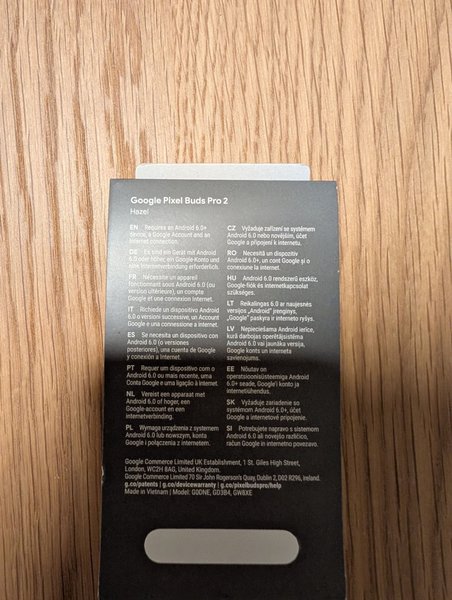 Google Pixel Buds Pro 2
Hazel
EN Requires an Android 6.0+
device, a Google Account and an
Internet connection.
DE Es sind ein Gerät mit Android
6.0 oder höher, ein Google-Konto und
eine Internetverbindung erforderlich.
FR Nécessite un appareil
fonctionnant sous Android 6.0 (ou
version ultérieure), un compte
Google et une connexion Internet.
IT Richiede un dispositivo Android
6.0 o versioni successive, un Account
Google e una connessione a internet.
ES Se necesita un dispositivo con
Android 6.0 (o versiones
posteriores), una cuenta de Google
y conexión a Internet.
PT Requer um dispositivo com o
Android 6.0 ou mais recente, uma
Conta Google e uma ligação à internet.
NL Vereist een apparaat met
Android 6.0 of hoger, een
Google-account en een
internetverbinding.
PL Wymaga urządzenia z systemem
Android 6.0 lub nowszym, konta
Google i połączenia z internetem.
CZ Vyžaduje zařízení se systémem
Android 6.0 nebo novějším, účet
Google a připojení k internetu.
RO Necesită un dispozitiv
Android 6.0+, un cont Google și o
conexiune la internet.
HU Android 6.0 rendszerű eszköz,
Google-fiók és internetkapcsolat
szükséges.
LT Reikalingas 6.0 ar naujesnės
versijos „Android" įrenginys,
„Google" paskyra ir interneto ryšys.
LV Nepieciešama Android ierīce,
kurā darbojas operētājsistēma
Android 6.0 vai jaunāka versija,
Google konts un interneta
savienojums.
EE Nõutav on
operatsioonisüsteemiga Android
6.0+ seade, Google'i konto ja
internetiühendus.
SK Vyžaduje zariadenie so
systémom Android 6.0+, účet
Google a internetové pripojenie.
SI Potrebujete napravo s sistemom
Android 6.0 ali novejšo različico,
račun Google in internetno povezavo.
Google Commerce Limited UK Establishment, 1 St. Giles High Street,
London, WC2H 8AG, United Kingdom.
Google Commerce Limited 70 Sir John Rogerson's Quay, Dublin 2, D02 R296, Ireland.
g.co/patents | g.co/devicewarranty | g.co/pixelbudspro/help
Made in Vietnam | Model: G0DNE, GD3B4, GWBXE